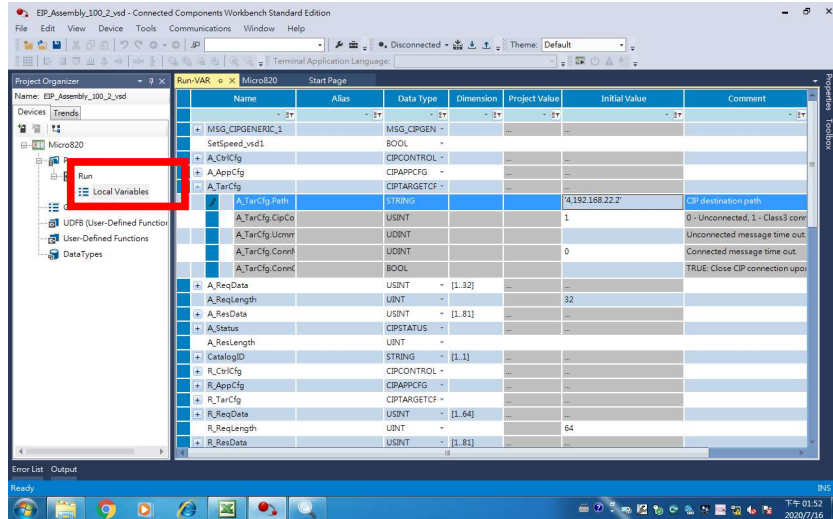 EIP_Assembly_100_2_vsd - Connected Components Workbench Standard Edition
File Edit View Device Tools Communications Window Help
Disconnected Theme: Default
Terminal Application Language:
Project Organizer
Name: EIP_Assembly_100_2_vsd
Devices Trends
Micro820
P
Run
Local Variables
G
UDFB (User-Defined Function
User-Defined Functions
DataTypes
Run-VAR Micro820 Start Page
Name Alias Data Type Dimension Project Value Initial Value Comment
MSG_CIPGENERIC_1 MSG_CIPGEN ... ...
SetSpeed_vsd1 BOOL
A_CtrlCfg CIPCONTROL ... ...
A_AppCfg CIPAPPCFG ... ...
A_TarCfg CIPTARGETCF ... ...
A_TarCfg.Path STRING '4,192.168.22.2' CIP destination path
A_TarCfg.CipCo USINT 1 0 - Unconnected, 1 - Class3 conr
A_TarCfg.Ucmm UDINT Unconnected message time out.
A_TarCfg.ConnM UDINT 0 Connected message time out.
A_TarCfg.ConnC BOOL TRUE: Close CIP connection upor
A_ReqData USINT [1..32] ... ...
A_ReqLength UINT 32
A_ResData USINT [1..81] ... ...
A_Status CIPSTATUS ... ...
A_ResLength UINT
CatalogID STRING [1..1] ... ...
R_CtrlCfg CIPCONTROL ... ...
R_AppCfg CIPAPPCFG ... ...
R_TarCfg CIPTARGETCF ... ...
R_ReqData USINT [1..64] ... ...
R_ReqLength UINT 64
R_ResData USINT [1..81] ... ...
Properties
Toolbox
Error List Output
Ready INS
下午 01:52
2020/7/16